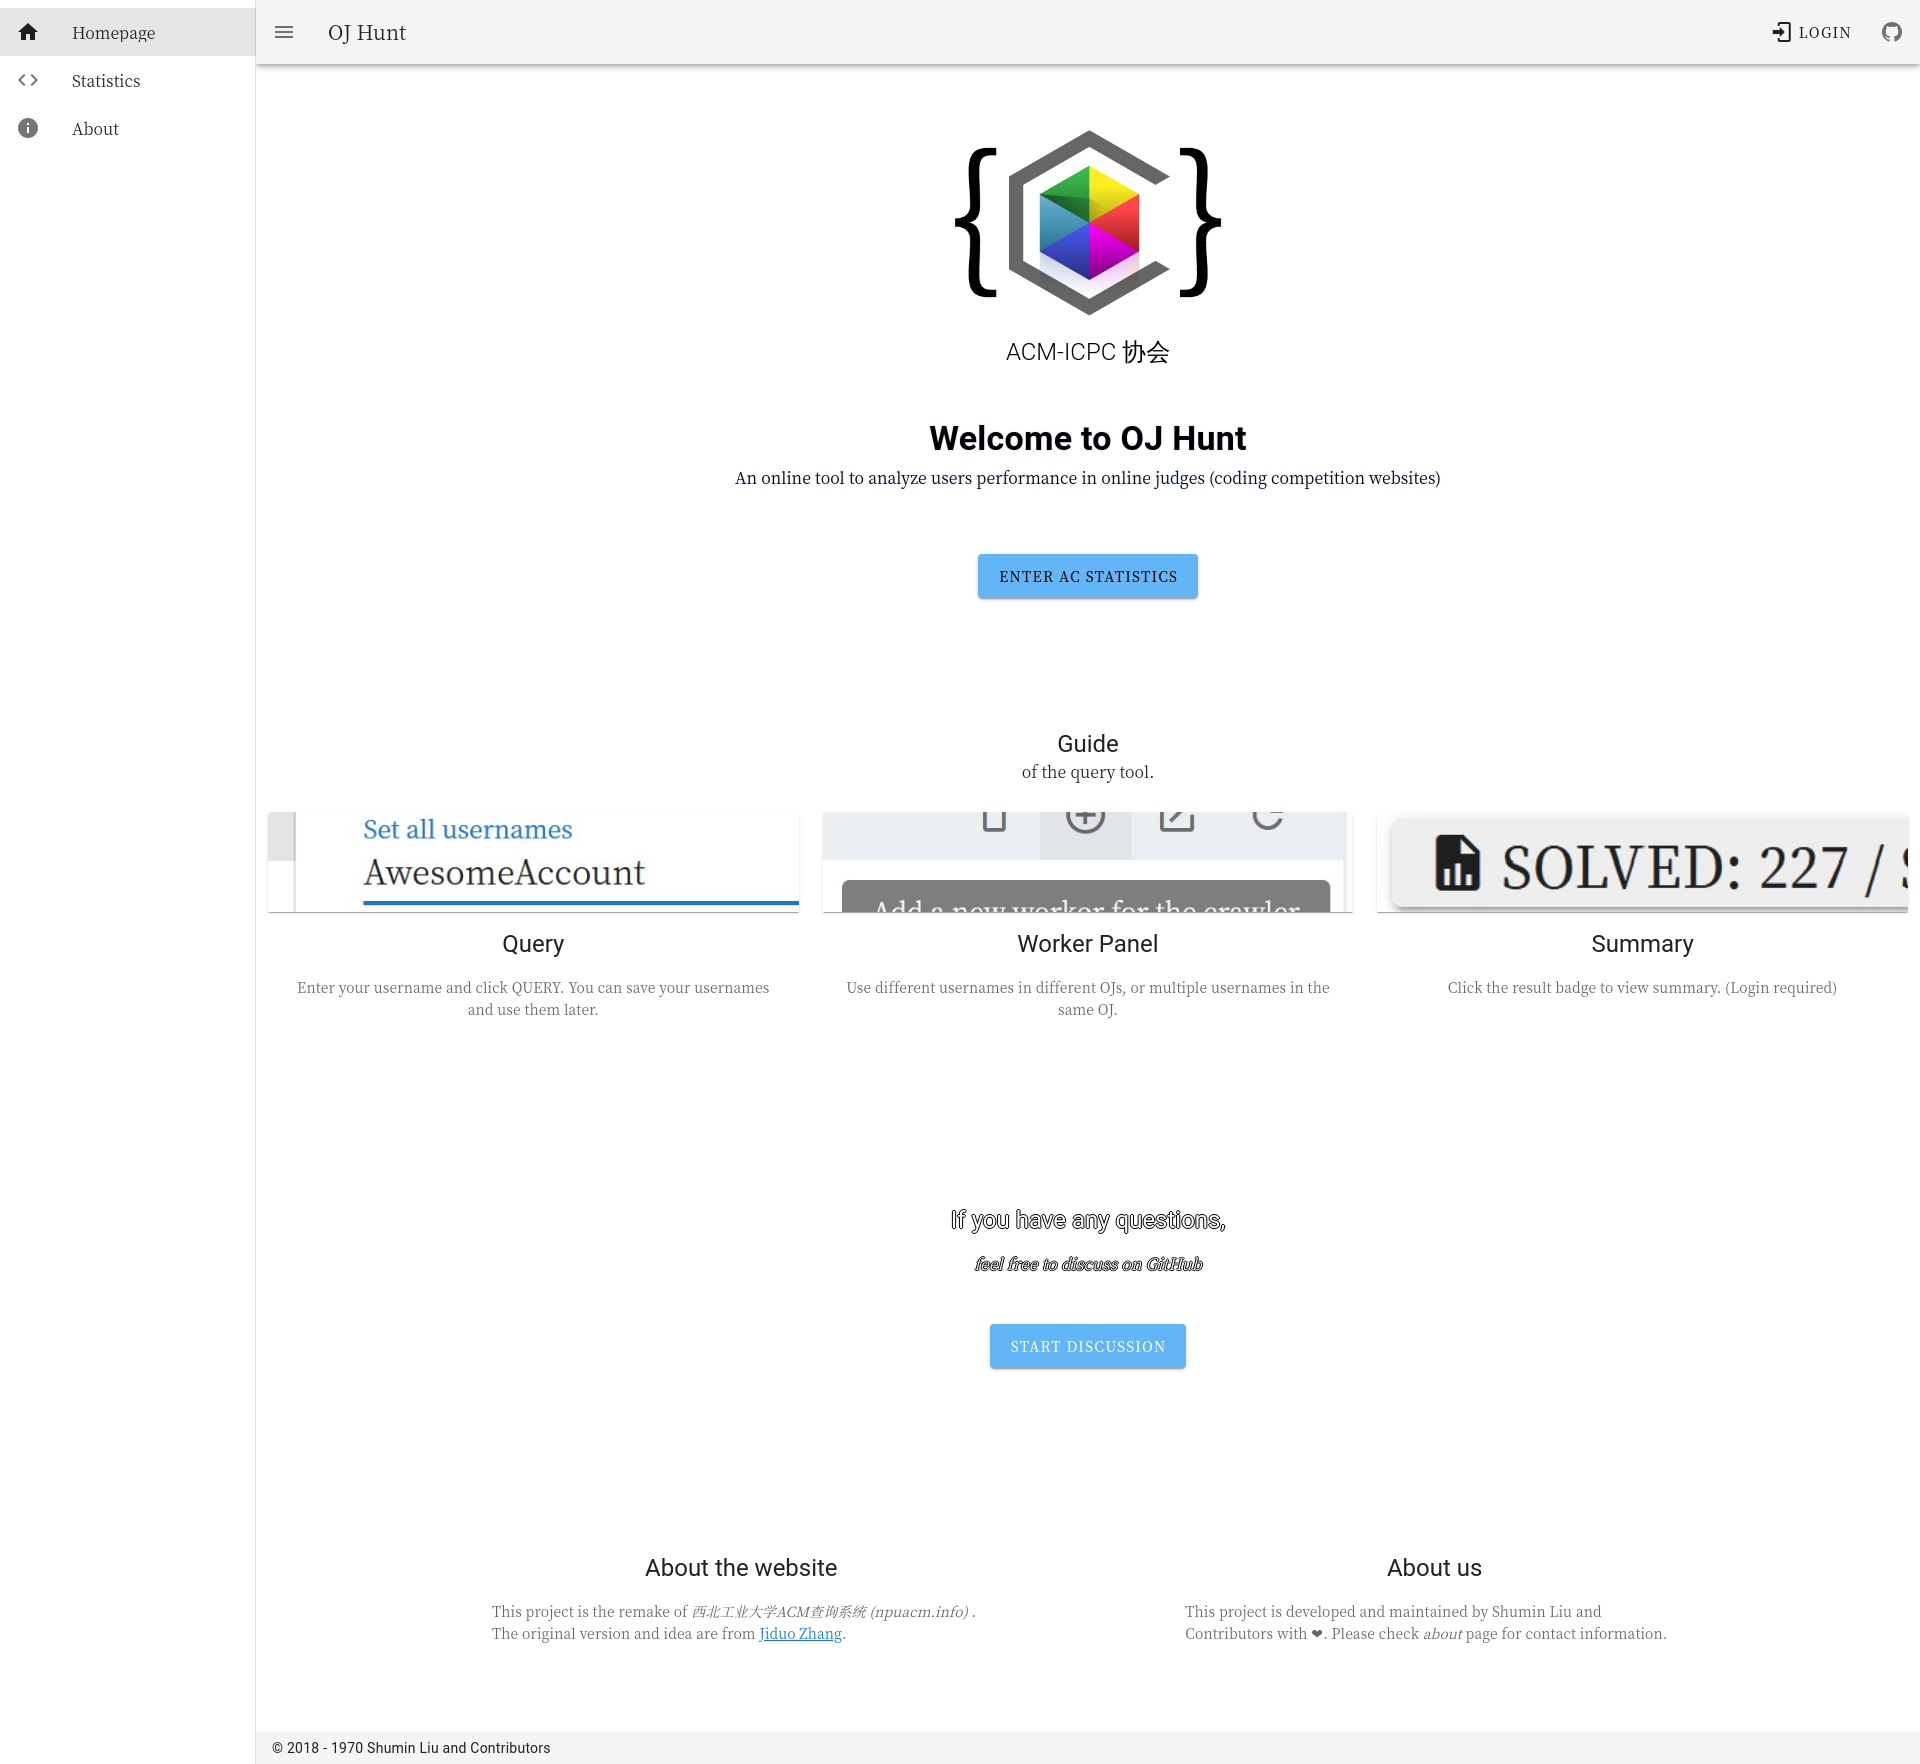 Homepage
Statistics
About
OJ Hunt
LOGIN
ACM-ICPC 协会
Welcome to OJ Hunt
An online tool to analyze users performance in online judges (coding competition websites)
ENTER AC STATISTICS
Guide
of the query tool.
Set all usernames
AwesomeAccount
Query
Enter your username and click QUERY. You can save your usernames
and use them later.
Add a new worker for the crawler
Worker Panel
Use different usernames in different OJs, or multiple usernames in the
same OJ.
SOLVED: 227 /
Summary
Click the result badge to view summary. (Login required)
If you have any questions,
feel free to discuss on GitHub
START DISCUSSION
About the website
This project is the remake of 西北工业大学ACM查询系统 (npuacm.info) .
The original version and idea are from Jiduo Zhang.
About us
This project is developed and maintained by Shumin Liu and
Contributors with ❤. Please check about page for contact information.
© 2018 - 1970 Shumin Liu and Contributors